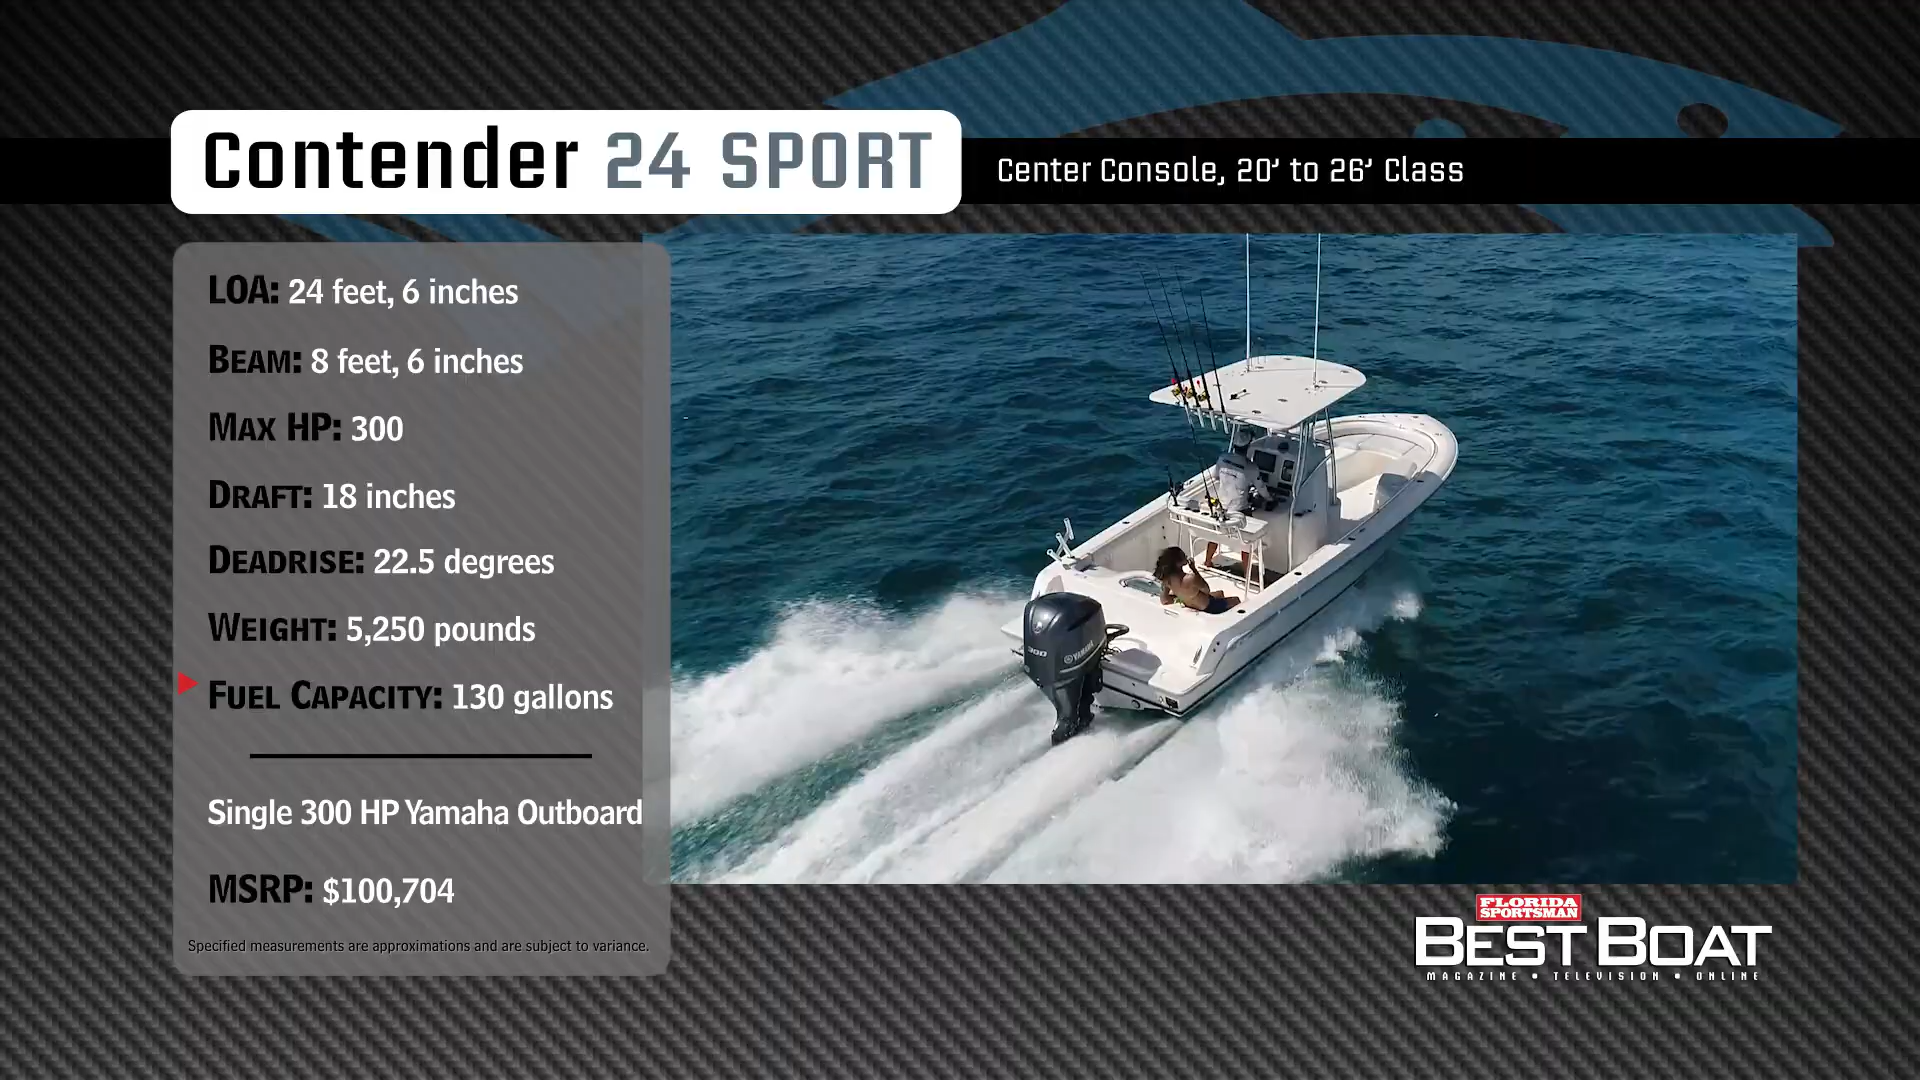 Contender 24 SPORT
Center Console, 20' to 26' Class
LOA: 24 feet, 6 inches
BEAM: 8 feet, 6 inches
MAX HP: 300
DRAFT: 18 inches
DEADRISE: 22.5 degrees
WEIGHT: 5,250 pounds
FUEL CAPACITY: 130 gallons
Single 300 HP Yamaha Outboard
MSRP: $100,704
Specified measurements are approximations and are subject to variance.
300
YAMAHA
FLORIDA
SPORTSMAN
BEST BOAT
MAGAZINE • TELEVISION • ONLINE